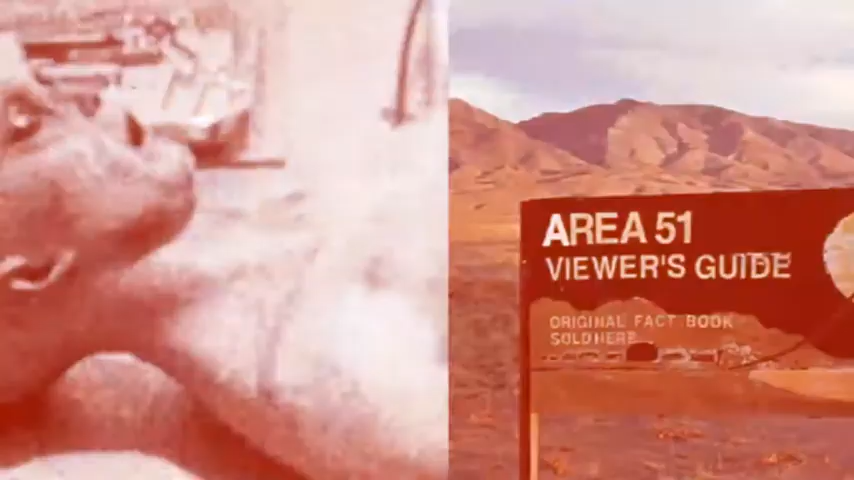 AREA 51
VIEWER'S GUIDE
ORIGINAL FACT BOOK
SOLD HERE